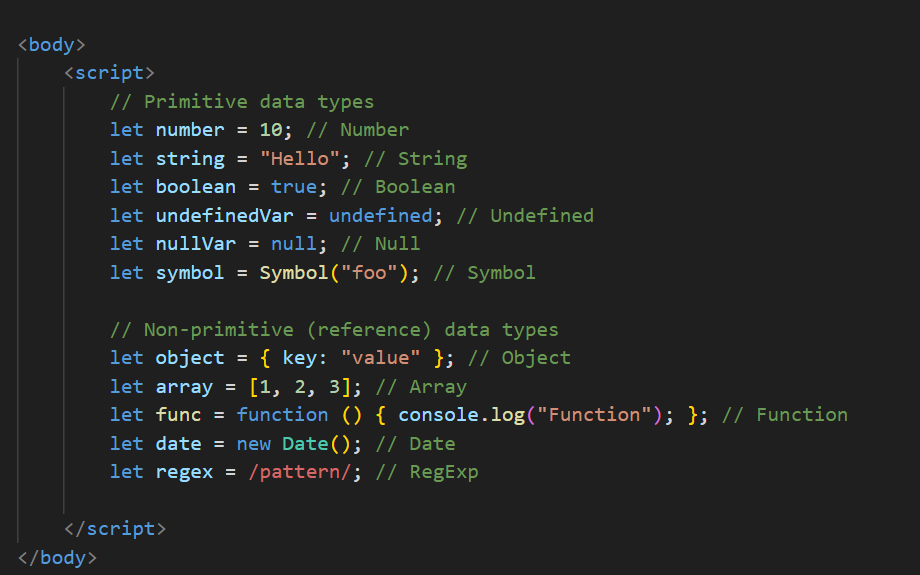 <body>
<script>
// Primitive data types
let number = 10; // Number
let string = "Hello"; // String
let boolean = true; // Boolean
let undefinedVar = undefined; // Undefined
let nullVar = null; // Null
let symbol = Symbol("foo"); // Symbol
// Non-primitive (reference) data types
let object = { key: "value" }; // Object
let array = [1, 2, 3]; // Array
let func = function () { console.log("Function"); }; // Function
let date = new Date(); // Date
let regex = /pattern/; // RegExp
</script>
</body>